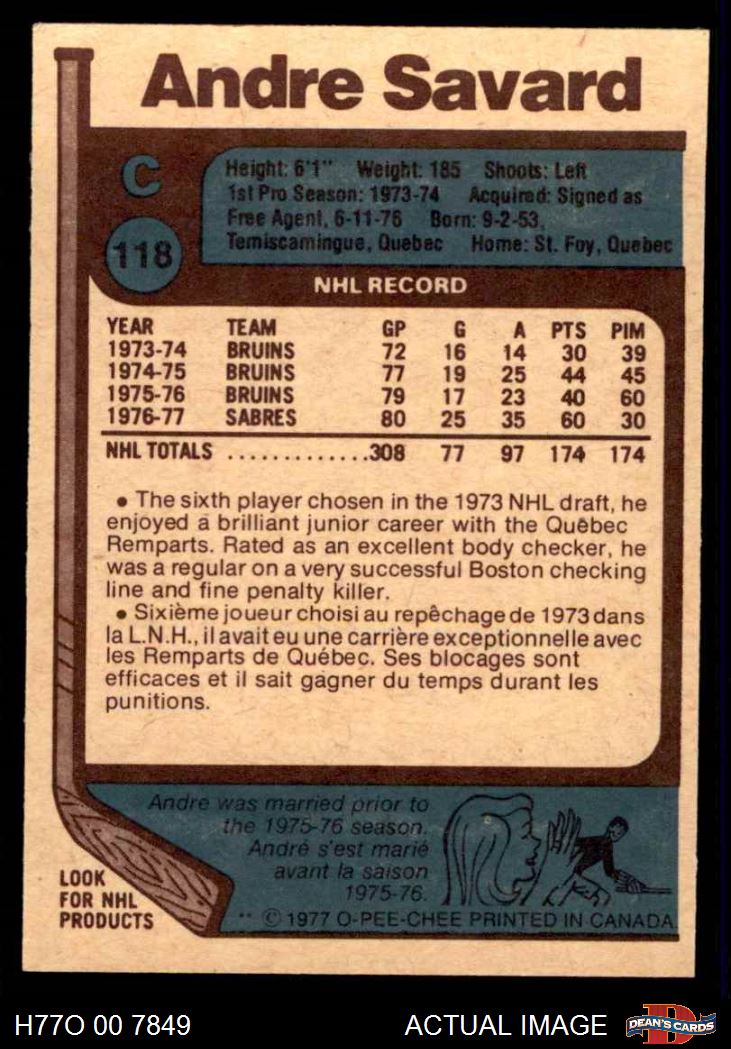 Andre Savard
C
118
Height: 6'1" Weight: 185 Shoots: Left
1st Pro Season: 1973-74 Acquired: Signed as
Free Agent, 6-11-76 Born: 9-2-53,
Temiscamingue, Quebec Home: St. Foy, Quebec
NHL RECORD
YEAR TEAM GP G A PTS PIM
1973-74 BRUINS 72 16 14 30 39
1974-75 BRUINS 77 19 25 44 45
1975-76 BRUINS 79 17 23 40 60
1976-77 SABRES 80 25 35 60 30
NHL TOTALS .............308 77 97 174 174
• The sixth player chosen in the 1973 NHL draft, he
enjoyed a brilliant junior career with the Québec
Remparts. Rated as an excellent body checker, he
was a regular on a very successful Boston checking
line and fine penalty killer.
• Sixième joueur choisi au repêchage de 1973 dans
la L.N.H., il avait eu une carrière exceptionnelle avec
les Remparts de Québec. Ses blocages sont
efficaces et il sait gagner du temps durant les
punitions.
Andre was married prior to
the 1975-76 season.
André s'est marié
avant la saison
1975-76.
LOOK
FOR NHL
PRODUCTS
** © 1977 O-PEE-CHEE PRINTED IN CANADA
H77O 00 7849
ACTUAL IMAGE
D
DEAN'S CARDS